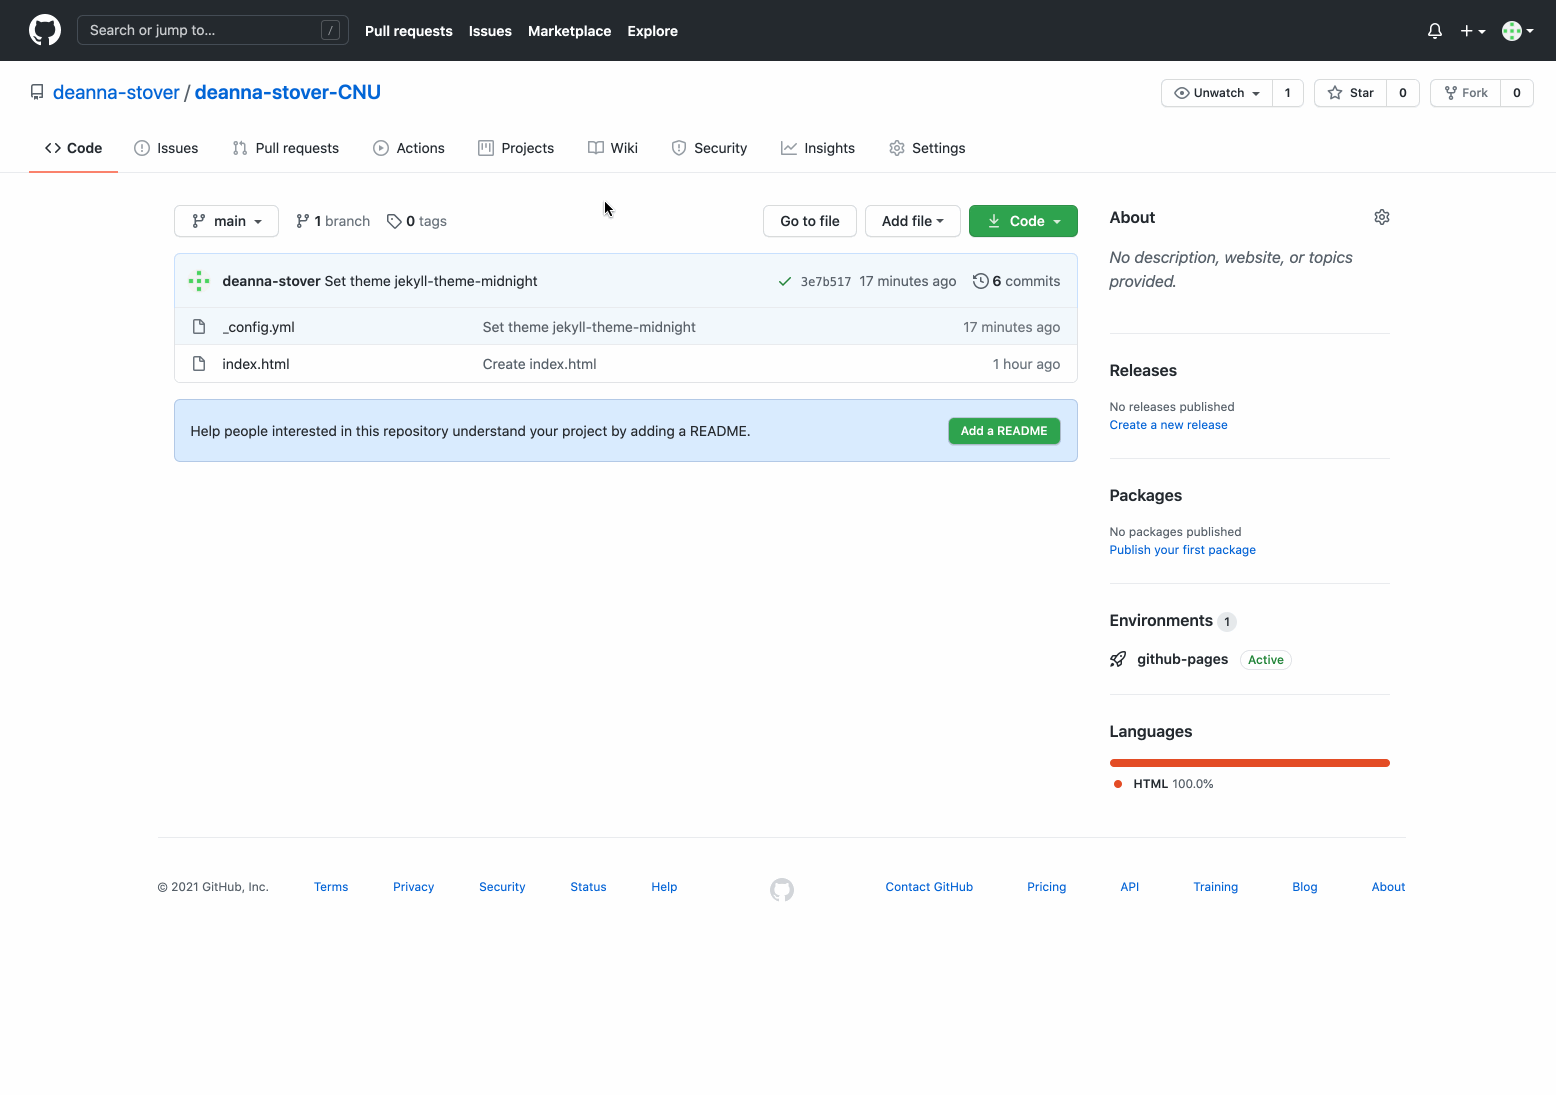 Search or jump to... /
Pull requests Issues Marketplace Explore
deanna-stover / deanna-stover-CNU
Unwatch 1 Star 0 Fork 0
Code Issues Pull requests Actions Projects Wiki Security Insights Settings
main 1 branch 0 tags Go to file Add file Code
deanna-stover Set theme jekyll-theme-midnight 3e7b517 17 minutes ago 6 commits
_config.yml Set theme jekyll-theme-midnight 17 minutes ago
index.html Create index.html 1 hour ago
Help people interested in this repository understand your project by adding a README. Add a README
About
No description, website, or topics
provided.
Releases
No releases published
Create a new release
Packages
No packages published
Publish your first package
Environments 1
github-pages Active
Languages
HTML 100.0%
© 2021 GitHub, Inc. Terms Privacy Security Status Help Contact GitHub Pricing API Training Blog About